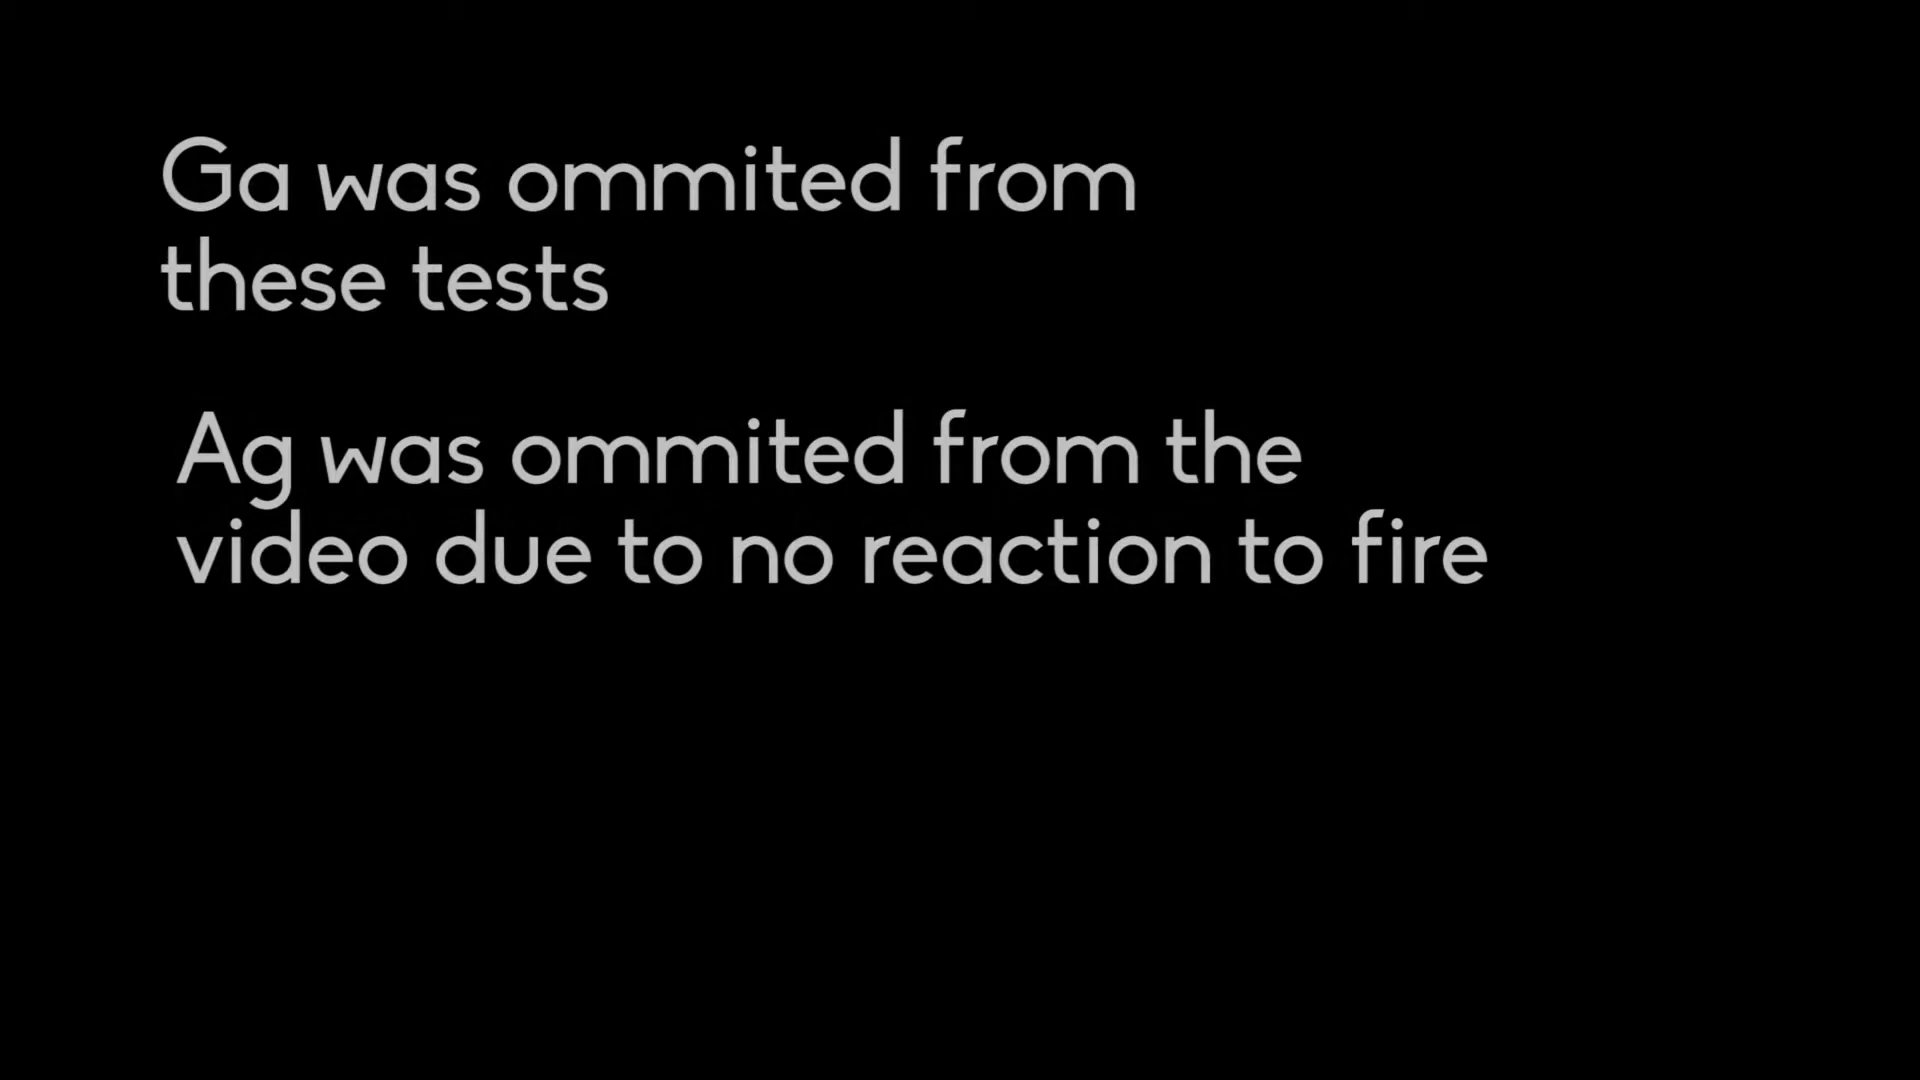 Ga was ommited from
these tests
Ag was ommited from the
video due to no reaction to fire